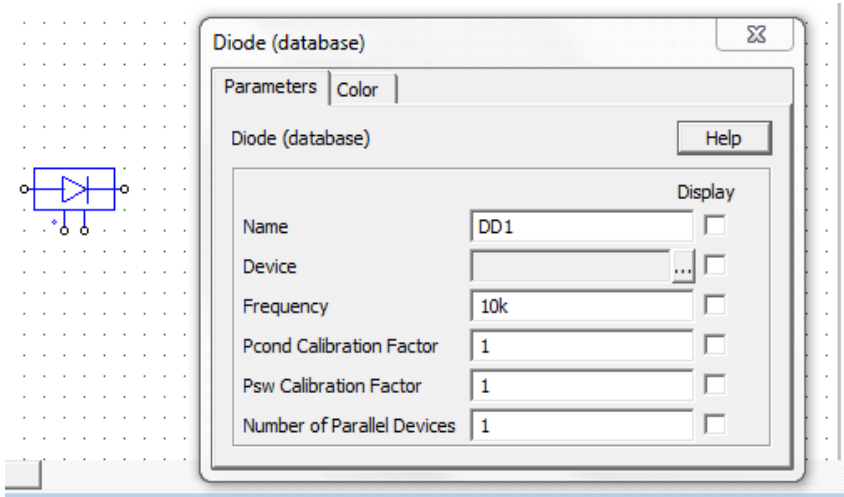 Diode (database)
Parameters
Color
Diode (database)
Help
Display
Name
DD1
Device
...
Frequency
10k
Pcond Calibration Factor
1
Psw Calibration Factor
1
Number of Parallel Devices
1